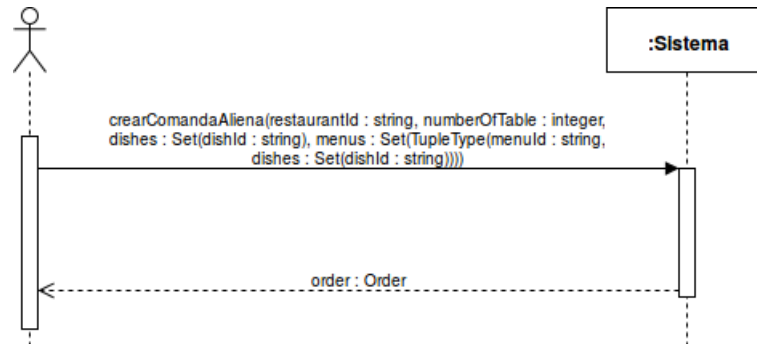 :Sistema
crearComandaAliena(restaurantId : string, numberOfTable : integer,
dishes : Set(dishId : string), menus : Set(TupleType(menuId : string,
dishes : Set(dishId : string))))
order : Order